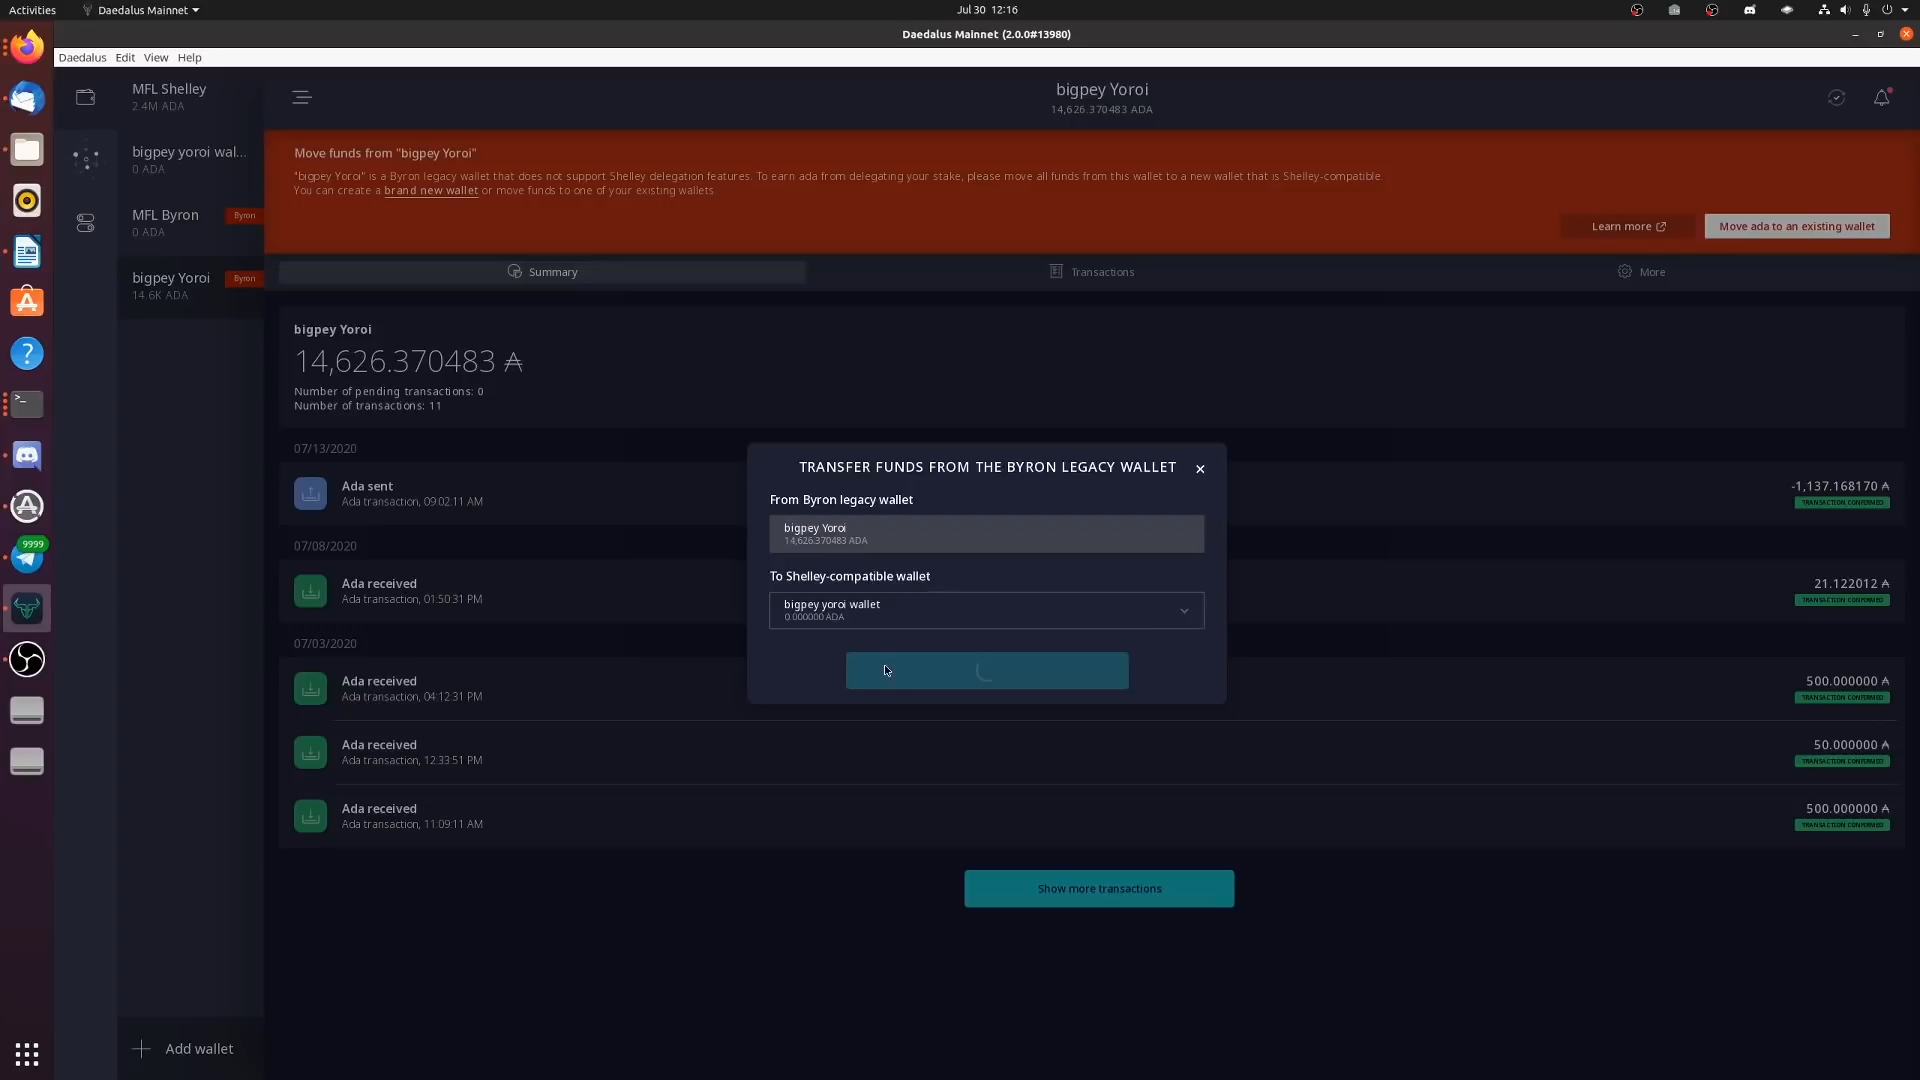 Activities
Daedalus Mainnet
Jul 30 12:16
Daedalus Mainnet (2.0.0#13980)
Daedalus Edit View Help
MFL Shelley
2.4M ADA
bigpey yoroi wal...
0 ADA
MFL Byron
Byron
0 ADA
bigpey Yoroi
Byron
14.6K ADA
Add wallet
bigpey Yoroi
14,626.370483 ADA
Move funds from "bigpey Yoroi"
"bigpey Yoroi" is a Byron legacy wallet that does not support Shelley delegation features. To earn ada from delegating your stake, please move all funds from this wallet to a new wallet that is Shelley-compatible.
You can create a brand new wallet or move funds to one of your existing wallets
Learn more
Move ada to an existing wallet
Summary
Transactions
More
bigpey Yoroi
14,626.370483 ₳
Number of pending transactions: 0
Number of transactions: 11
07/13/2020
Ada sent
Ada transaction, 09:02:11 AM
-1,137.168170 ₳
TRANSACTION CONFIRMED
07/08/2020
Ada received
Ada transaction, 01:50:31 PM
21.122012 ₳
TRANSACTION CONFIRMED
07/03/2020
Ada received
Ada transaction, 04:12:31 PM
500.000000 ₳
TRANSACTION CONFIRMED
Ada received
Ada transaction, 12:33:51 PM
50.000000 ₳
TRANSACTION CONFIRMED
Ada received
Ada transaction, 11:09:11 AM
500.000000 ₳
TRANSACTION CONFIRMED
Show more transactions
TRANSFER FUNDS FROM THE BYRON LEGACY WALLET
From Byron legacy wallet
bigpey Yoroi
14,626.370483 ADA
To Shelley-compatible wallet
bigpey yoroi wallet
0.000000 ADA
9999